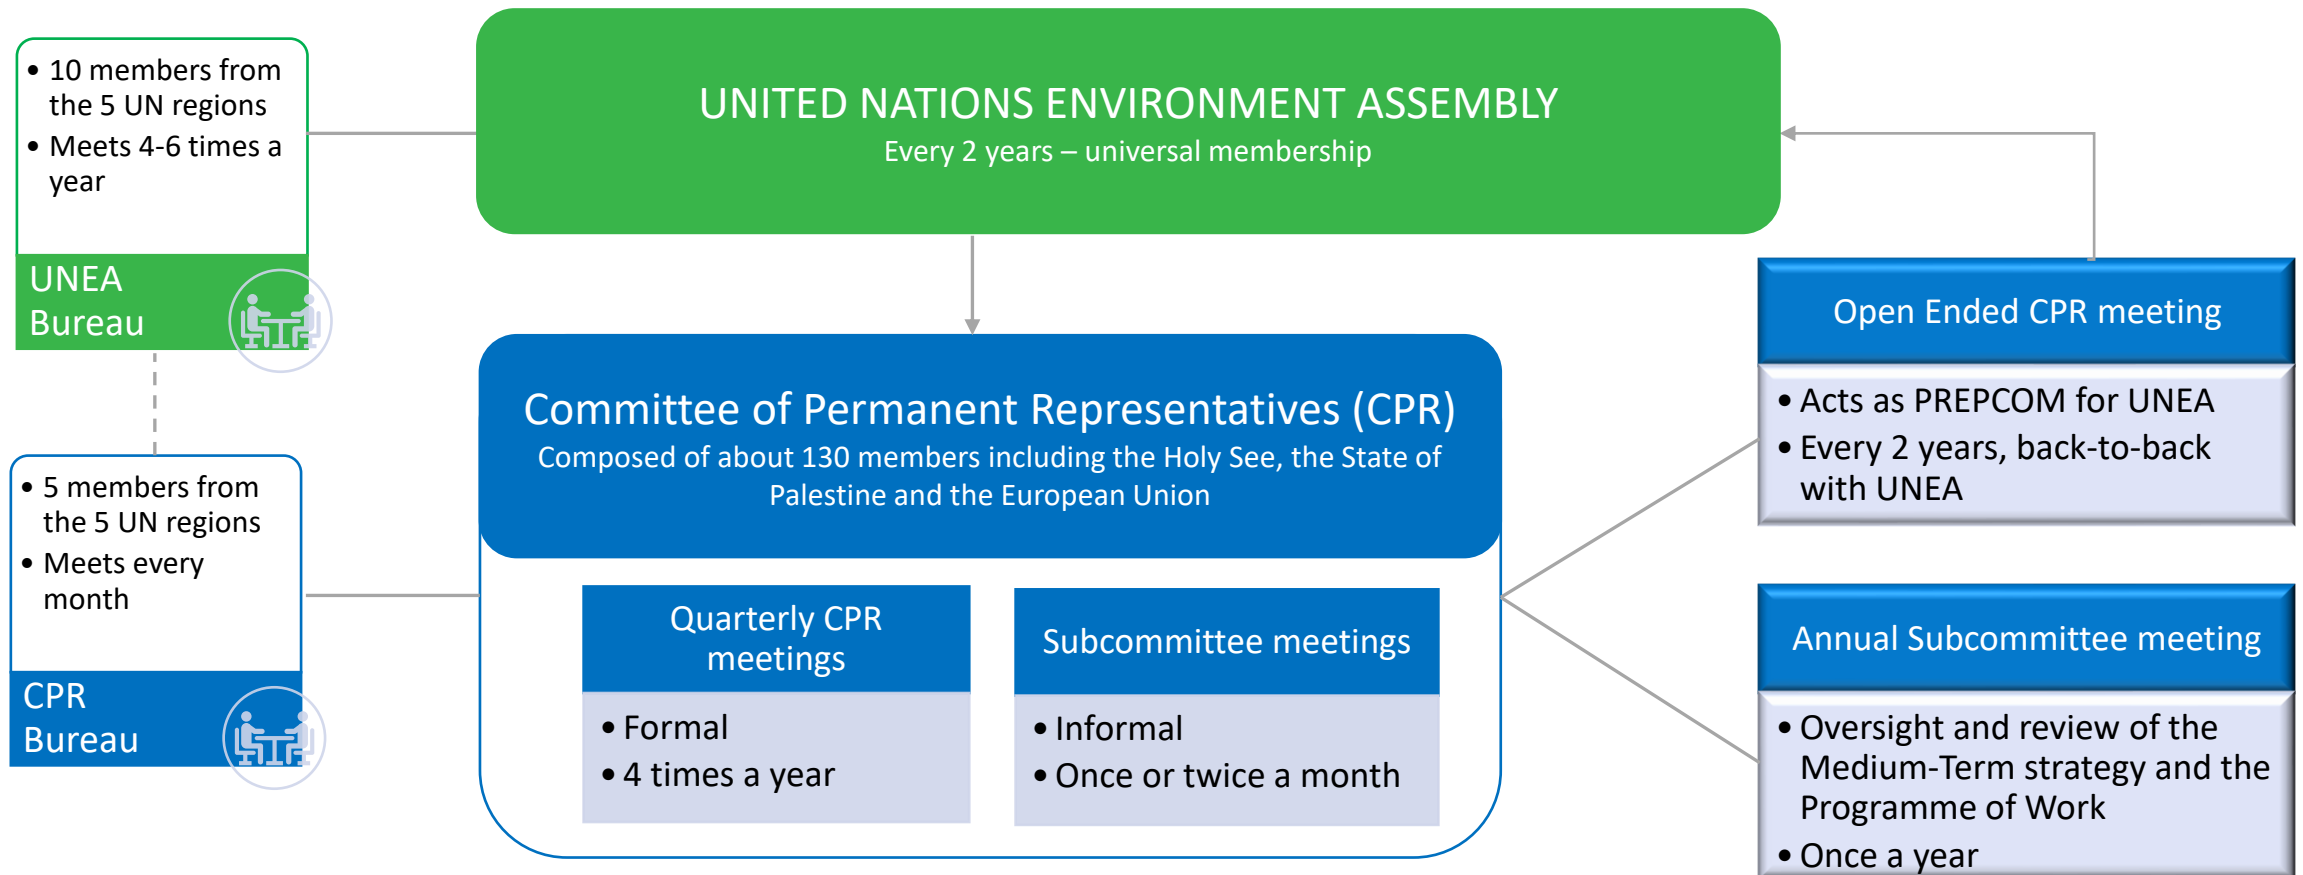 • 10 members from
the 5 UN regions
• Meets 4-6 times a
year
UNEA
Bureau
UNITED NATIONS ENVIRONMENT ASSEMBLY
Every 2 years – universal membership
• 5 members from
the 5 UN regions
• Meets every
month
CPR
Bureau
Committee of Permanent Representatives (CPR)
Composed of about 130 members including the Holy See, the State of
Palestine and the European Union
Quarterly CPR
meetings
• Formal
• 4 times a year
Subcommittee meetings
• Informal
• Once or twice a month
Open Ended CPR meeting
• Acts as PREPCOM for UNEA
• Every 2 years, back-to-back
with UNEA
Annual Subcommittee meeting
• Oversight and review of the
Medium-Term strategy and the
Programme of Work
• Once a year